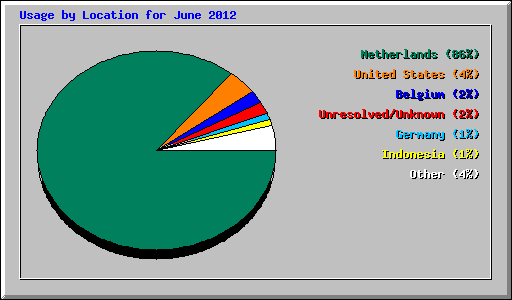 Usage by Location for June 2012
Netherlands (86%)
United States (4%)
Belgium (2%)
Unresolved/Unknown (2%)
Germany (1%)
Indonesia (1%)
Other (4%)